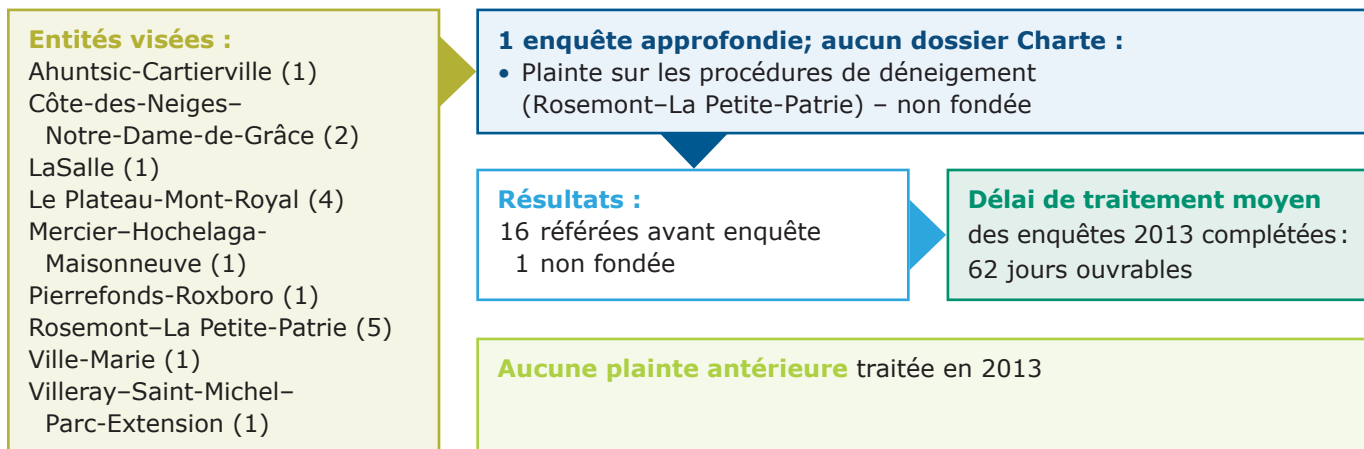 Entités visées :
Ahuntsic-Cartierville (1)
Côte-des-Neiges–
Notre-Dame-de-Grâce (2)
LaSalle (1)
Le Plateau-Mont-Royal (4)
Mercier–Hochelaga-
Maisonneuve (1)
Pierrefonds-Roxboro (1)
Rosemont–La Petite-Patrie (5)
Ville-Marie (1)
Villeray–Saint-Michel–
Parc-Extension (1)
1 enquête approfondie; aucun dossier Charte :
• Plainte sur les procédures de déneigement
(Rosemont–La Petite-Patrie) – non fondée
Résultats :
16 référées avant enquête
1 non fondée
Délai de traitement moyen
des enquêtes 2013 complétées :
62 jours ouvrables
Aucune plainte antérieure traitée en 2013